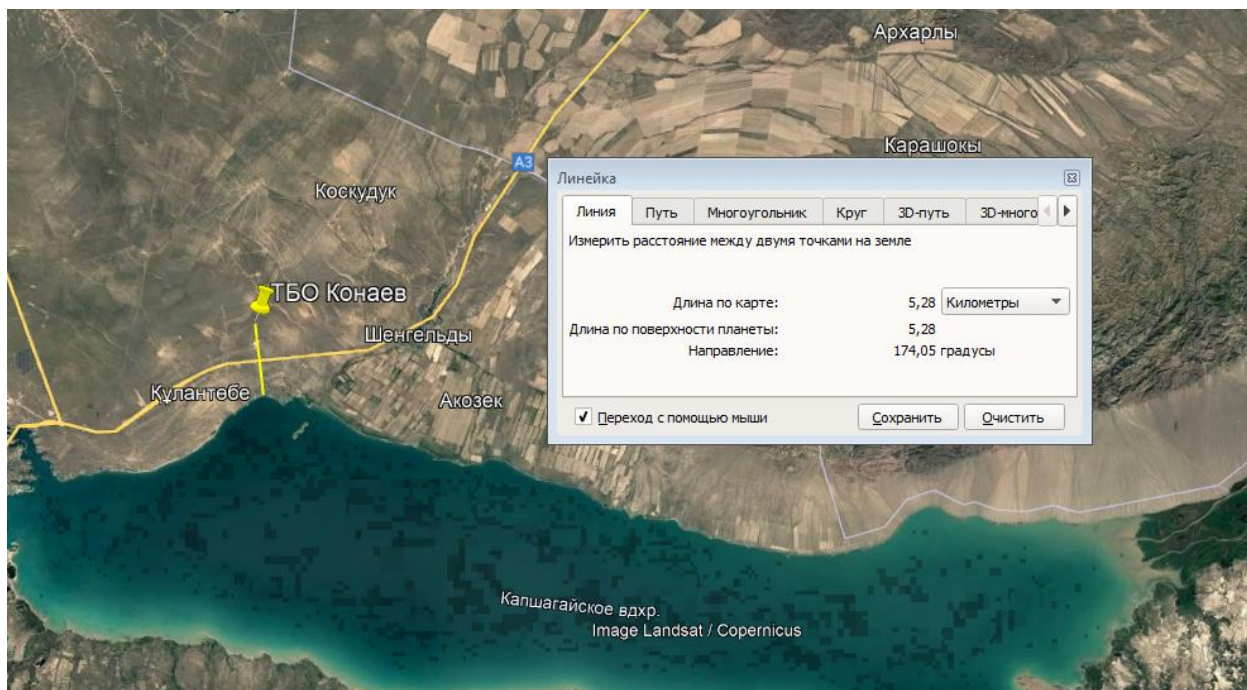 Архарлы
Карашокы
А3
Коскудук
ТБО Конаев
Шенгельды
Құлантөбе
Акозек
Линейка
Линия Путь Многоугольник Круг 3D-путь 3D-много
Измерить расстояние между двумя точками на земле
Длина по карте: 5,28 Километры
Длина по поверхности планеты: 5,28
Направление: 174,05 градусы
Переход с помощью мыши Сохранить Очистить
Капшагайское вдхр.
Image Landsat / Copernicus